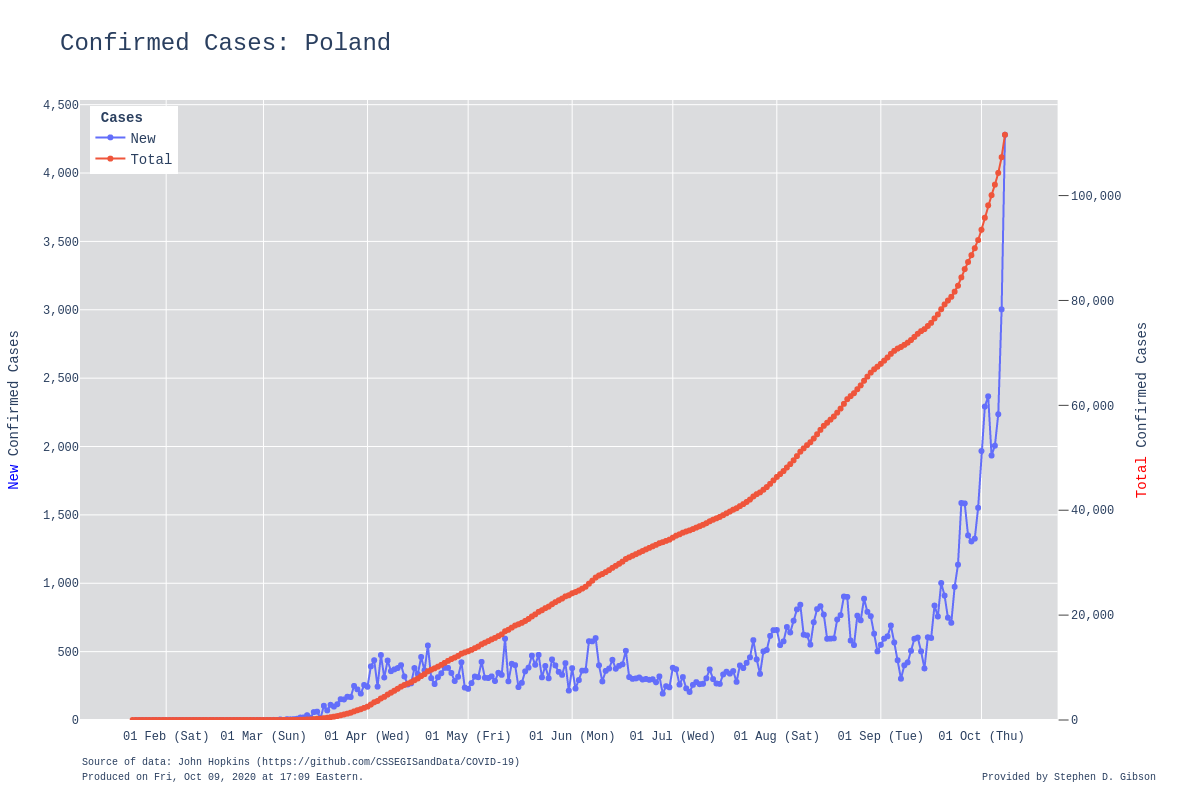 Confirmed Cases: Poland
Cases
New
Total
4,500
4,000
3,500
3,000
2,500
2,000
1,500
1,000
500
0
New Confirmed Cases
100,000
80,000
60,000
40,000
20,000
0
Total Confirmed Cases
01 Feb (Sat) 01 Mar (Sun) 01 Apr (Wed) 01 May (Fri) 01 Jun (Mon) 01 Jul (Wed) 01 Aug (Sat) 01 Sep (Tue) 01 Oct (Thu)
Source of data: John Hopkins (https://github.com/CSSEGISandData/COVID-19)
Produced on Fri, Oct 09, 2020 at 17:09 Eastern.
Provided by Stephen D. Gibson